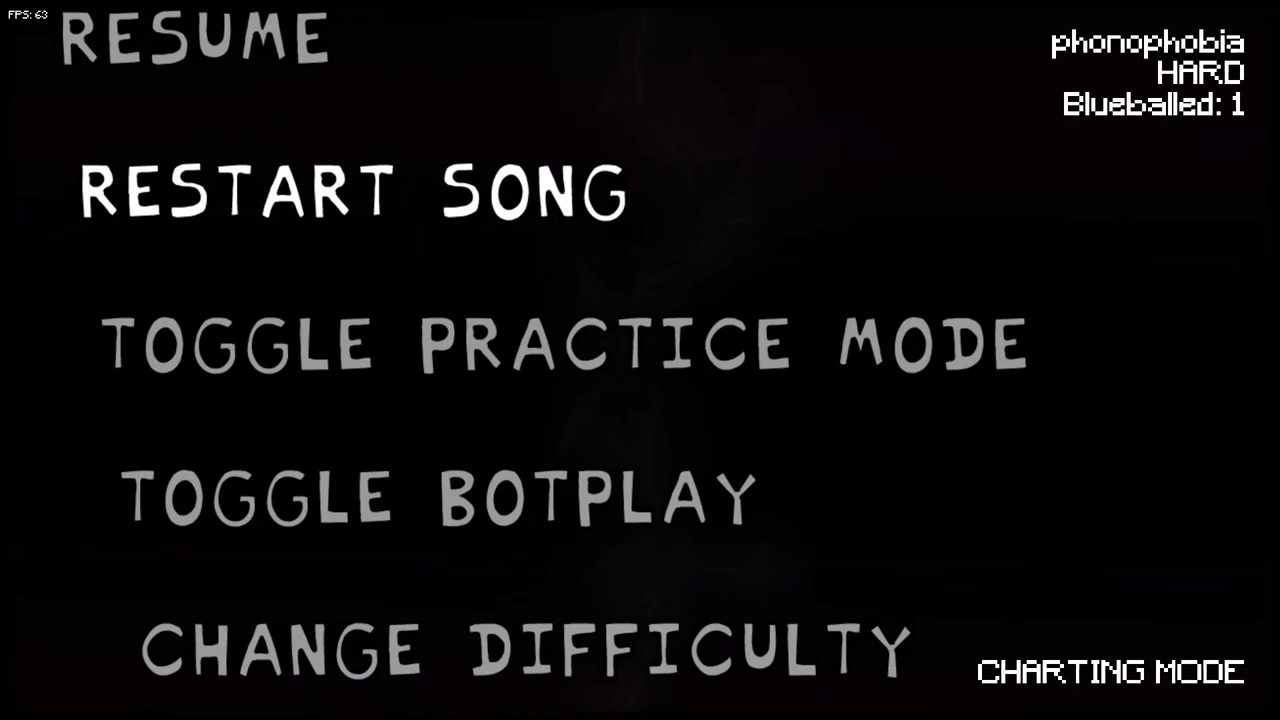 FPS: 63
RESUME
phonophobia
HARD
Blueballed: 1
RESTART SONG
TOGGLE PRACTICE MODE
TOGGLE BOTPLAY
CHANGE DIFFICULTY
CHARTING MODE